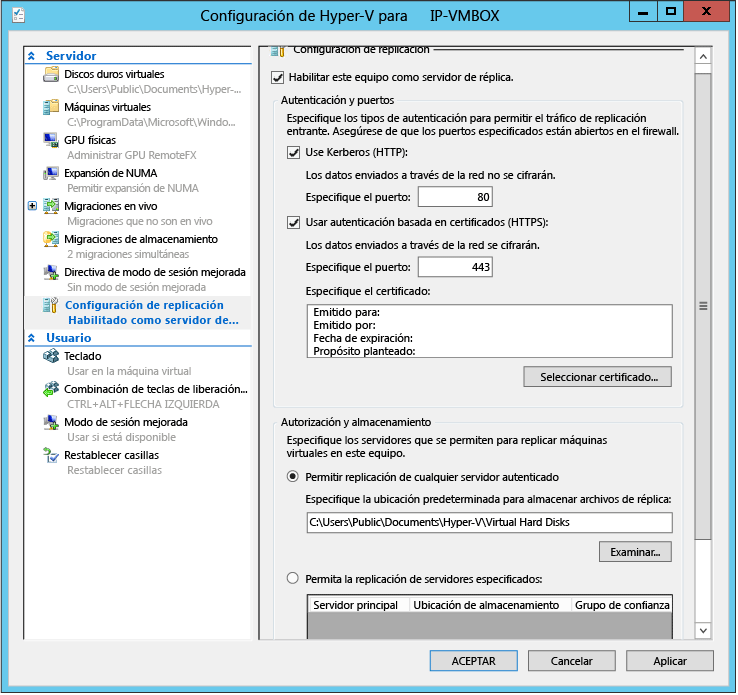 Configuración de Hyper-V para IP-VMBOX
Servidor
Discos duros virtuales
C:\Users\Public\Documents\Hyper-...
Máquinas virtuales
C:\ProgramData\Microsoft\Windo...
GPU físicas
Administrar GPU RemoteFX
Expansión de NUMA
Permitir expansión de NUMA
Migraciones en vivo
Migraciones que no son en vivo
Migraciones de almacenamiento
2 migraciones simultáneas
Directiva de modo de sesión mejorada
Sin modo de sesión mejorada
Configuración de replicación
Habilitado como servidor de...
Usuario
Teclado
Usar en la máquina virtual
Combinación de teclas de liberación...
CTRL+ALT+FLECHA IZQUIERDA
Modo de sesión mejorada
Usar si está disponible
Restablecer casillas
Restablecer casillas
Configuración de replicación
Habilitar este equipo como servidor de réplica.
Autenticación y puertos
Especifique los tipos de autenticación para permitir el tráfico de replicación
entrante. Asegúrese de que los puertos especificados están abiertos en el firewall.
Use Kerberos (HTTP):
Los datos enviados a través de la red no se cifrarán.
Especifique el puerto: 80
Usar autenticación basada en certificados (HTTPS):
Los datos enviados a través de la red se cifrarán.
Especifique el puerto: 443
Especifique el certificado:
Emitido para:
Emitido por:
Fecha de expiración:
Propósito planteado:
Seleccionar certificado...
Autorización y almacenamiento
Especifique los servidores que se permiten para replicar máquinas
virtuales en este equipo.
Permitir replicación de cualquier servidor autenticado
Especifique la ubicación predeterminada para almacenar archivos de réplica:
C:\Users\Public\Documents\Hyper-V\Virtual Hard Disks
Examinar...
Permita la replicación de servidores especificados:
Servidor principal Ubicación de almacenamiento Grupo de confianza
ACEPTAR Cancelar Aplicar